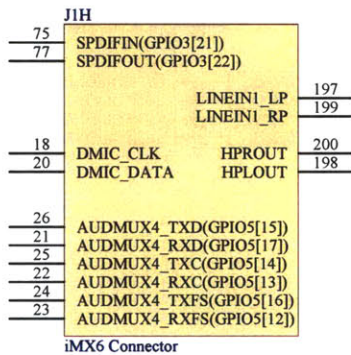 J1H
75 SPDIFIN(GPIO3[21])
77 SPDIFOUT(GPIO3[22])
LINEIN1_LP 197
LINEIN1_RP 199
18 DMIC_CLK HPROUT 200
20 DMIC_DATA HPLOUT 198
26 AUDMUX4_TXD(GPIO5[15])
21 AUDMUX4_RXD(GPIO5[17])
25 AUDMUX4_TXC(GPIO5[14])
22 AUDMUX4_RXC(GPIO5[13])
24 AUDMUX4_TXFS(GPIO5[16])
23 AUDMUX4_RXFS(GPIO5[12])
iMX6 Connector